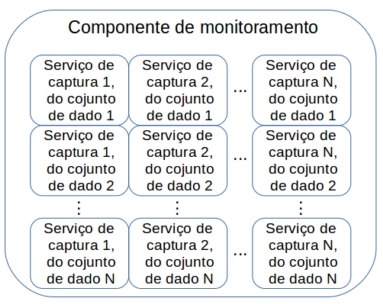 Componente de monitoramento
Serviço de
captura 1,
do cojunto
de dado 1
Serviço de
captura 2,
do cojunto
de dado 1
...
Serviço de
captura N,
do cojunto
de dado 1
Serviço de
captura 1,
do cojunto
de dado 2
Serviço de
captura 2,
do cojunto
de dado 2
...
Serviço de
captura N,
do cojunto
de dado 2
⋮
⋮
⋮
Serviço de
captura 1,
do cojunto
de dado N
Serviço de
captura 2,
do cojunto
de dado N
...
Serviço de
captura N,
do cojunto
de dado N